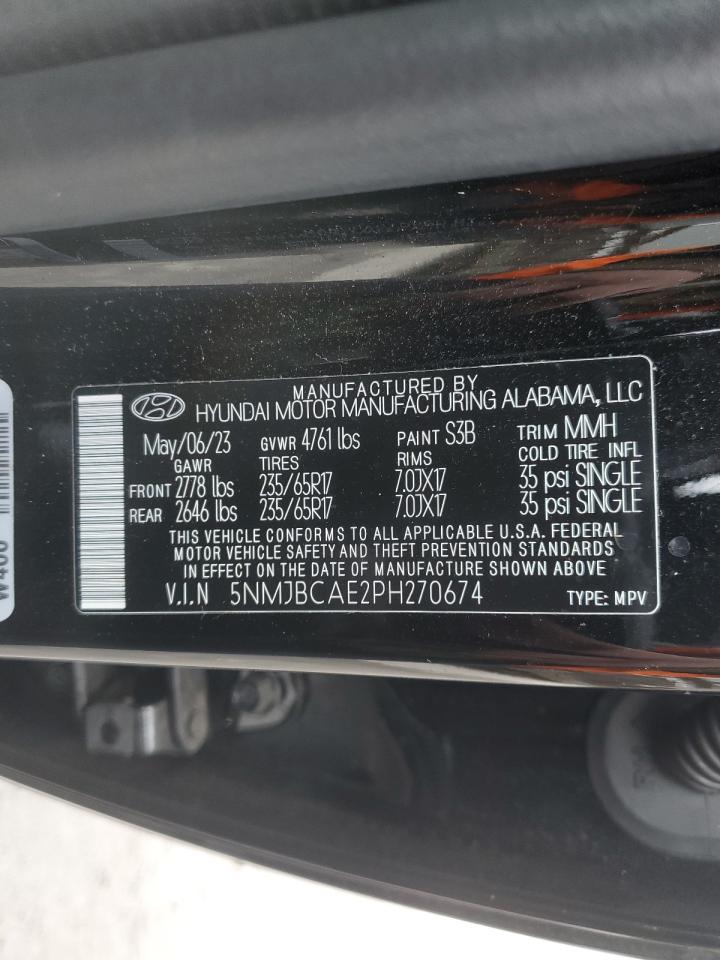 MANUFACTURED BY
HYUNDAI MOTOR MANUFACTURING ALABAMA, LLC
May/06/23 GVWR 4761 lbs PAINT S3B TRIM MMH
GAWR TIRES RIMS COLD TIRE INFL
FRONT 2778 lbs 235/65R17 7.0JX17 35 psi SINGLE
REAR 2646 lbs 235/65R17 7.0JX17 35 psi SINGLE
THIS VEHICLE CONFORMS TO ALL APPLICABLE U.S.A. FEDERAL
MOTOR VEHICLE SAFETY AND THEFT PREVENTION STANDARDS
IN EFFECT ON THE DATE OF MANUFACTURE SHOWN ABOVE.
V.I.N 5NMJBCAE2PH270674 TYPE: MPV